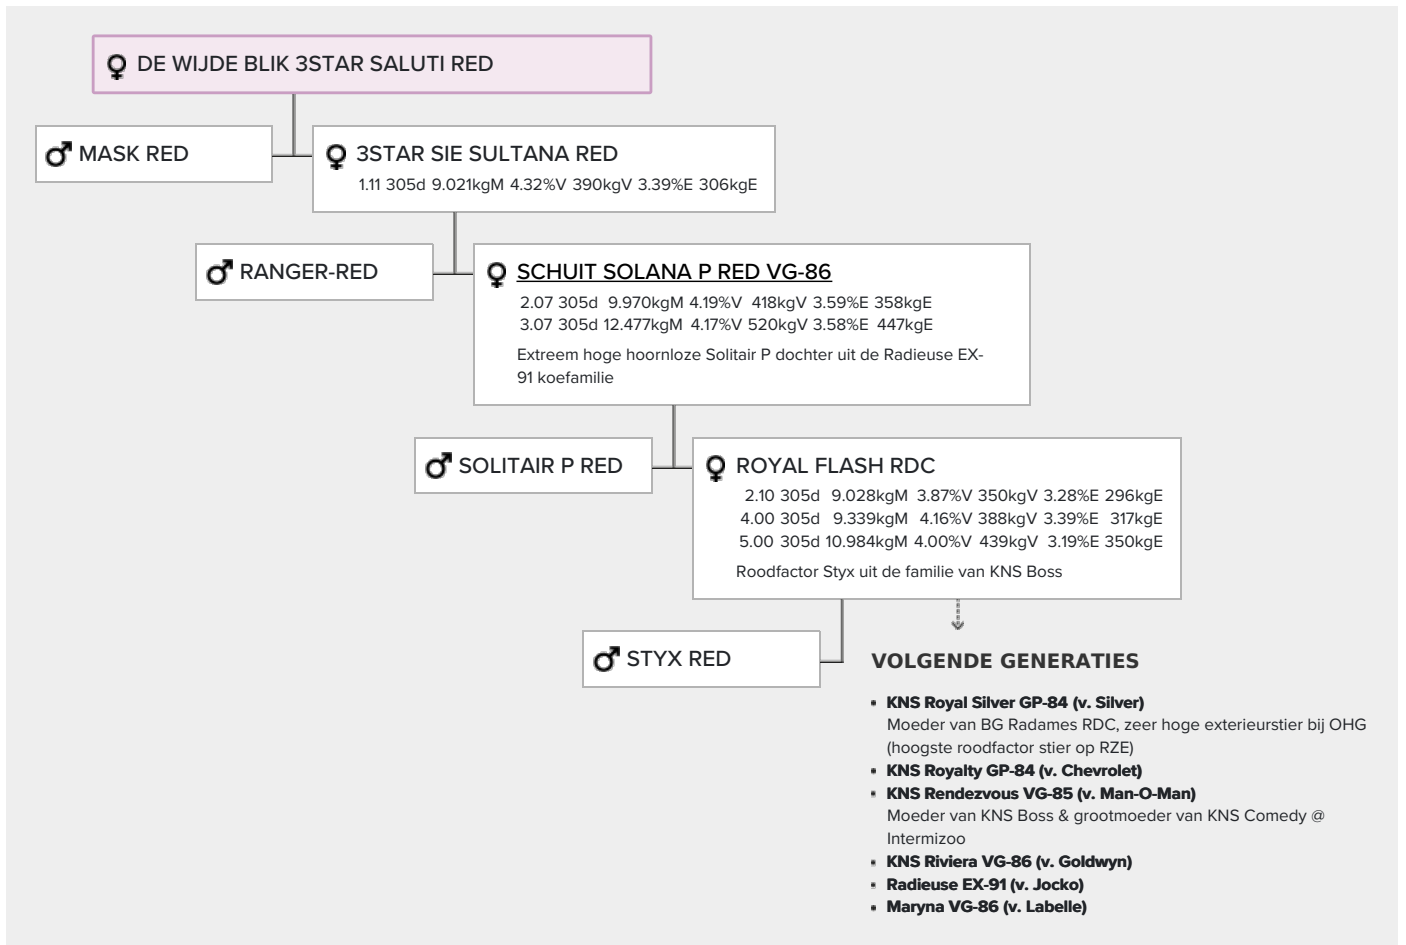 DE WIJDE BLIK 3STAR SALUTI RED
MASK RED
3STAR SIE SULTANA RED
1.11 305d 9.021kgM 4.32%V 390kgV 3.39%E 306kgE
RANGER-RED
SCHUIT SOLANA P RED VG-86
2.07 305d 9.970kgM 4.19%V 418kgV 3.59%E 358kgE
3.07 305d 12.477kgM 4.17%V 520kgV 3.58%E 447kgE
Extreem hoge hoornloze Solitair P dochter uit de Radieuse EX-
91 koefamilie
SOLITAIR P RED
ROYAL FLASH RDC
2.10 305d 9.028kgM 3.87%V 350kgV 3.28%E 296kgE
4.00 305d 9.339kgM 4.16%V 388kgV 3.39%E 317kgE
5.00 305d 10.984kgM 4.00%V 439kgV 3.19%E 350kgE
Roodfactor Styx uit de familie van KNS Boss
STYX RED
VOLGENDE GENERATIES
KNS Royal Silver GP-84 (v. Silver)
Moeder van BG Radames RDC, zeer hoge exterieurstier bij OHG
(hoogste roodfactor stier op RZE)
KNS Royalty GP-84 (v. Chevrolet)
KNS Rendezvous VG-85 (v. Man-O-Man)
Moeder van KNS Boss & grootmoeder van KNS Comedy @
Intermizoo
KNS Riviera VG-86 (v. Goldwyn)
Radieuse EX-91 (v. Jocko)
Maryna VG-86 (v. Labelle)